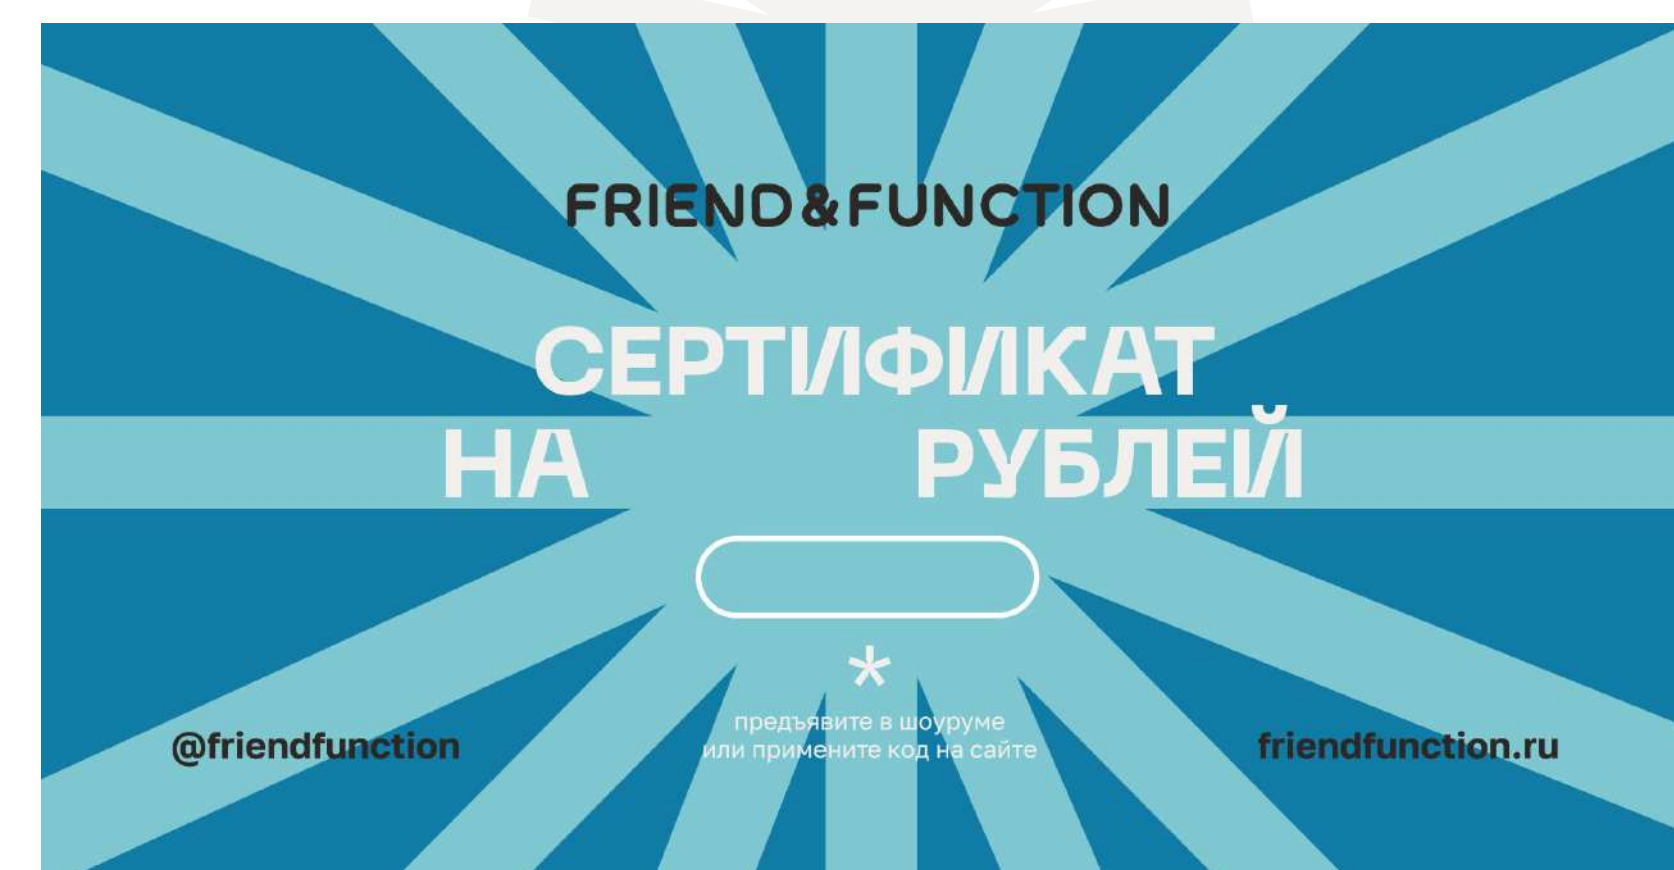 FRIEND&FUNCTION
СЕРТИФИКАТ
НА РУБЛЕЙ
*
предъявите в шоуруме
или примените код на сайте
@friendfunction
friendfunction.ru